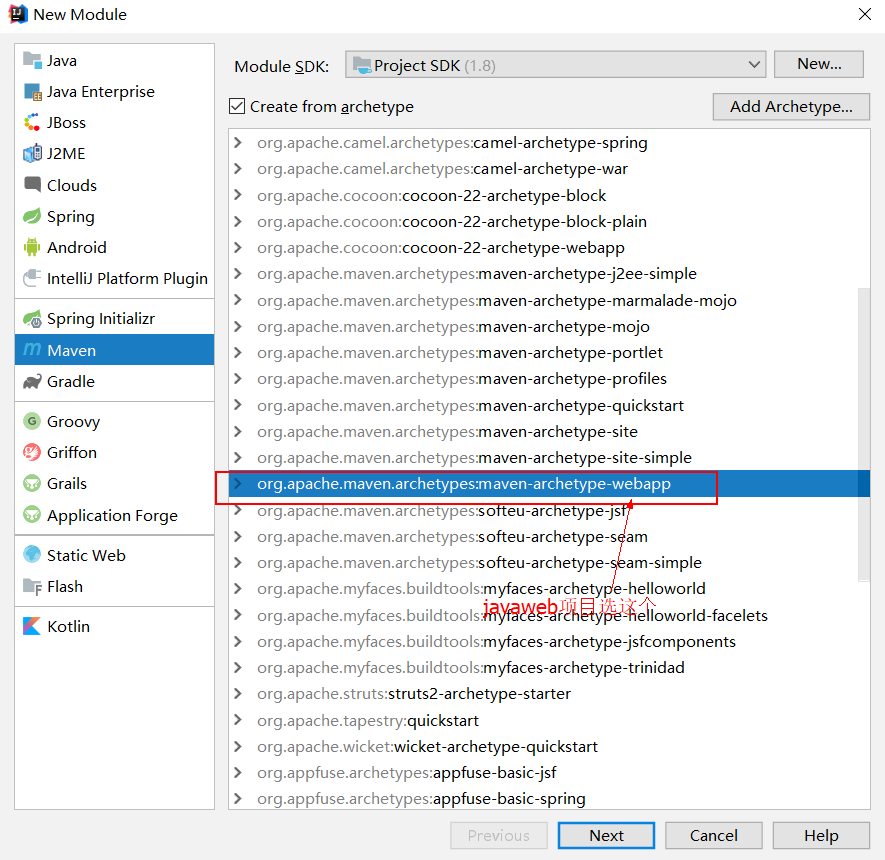 New Module
Java
Java Enterprise
JBoss
J2ME
Clouds
Spring
Android
IntelliJ Platform Plugin
Spring Initializr
Maven
Gradle
Groovy
Griffon
Grails
Application Forge
Static Web
Flash
Kotlin
Module SDK: Project SDK (1.8) New...
Create from archetype Add Archetype...
org.apache.camel.archetypes:camel-archetype-spring
org.apache.camel.archetypes:camel-archetype-war
org.apache.cocoon:cocoon-22-archetype-block
org.apache.cocoon:cocoon-22-archetype-block-plain
org.apache.cocoon:cocoon-22-archetype-webapp
org.apache.maven.archetypes:maven-archetype-j2ee-simple
org.apache.maven.archetypes:maven-archetype-marmalade-mojo
org.apache.maven.archetypes:maven-archetype-mojo
org.apache.maven.archetypes:maven-archetype-portlet
org.apache.maven.archetypes:maven-archetype-profiles
org.apache.maven.archetypes:maven-archetype-quickstart
org.apache.maven.archetypes:maven-archetype-site
org.apache.maven.archetypes:maven-archetype-site-simple
org.apache.maven.archetypes:maven-archetype-webapp
org.apache.maven.archetypes:softeu-archetype-jsf
org.apache.maven.archetypes:softeu-archetype-seam
org.apache.maven.archetypes:softeu-archetype-seam-simple
org.apache.myfaces.buildtools:myfaces-archetype-helloworld
javaweb项目选这个
org.apache.myfaces.buildtools:myfaces-archetype-helloworld-facelets
org.apache.myfaces.buildtools:myfaces-archetype-jsfcomponents
org.apache.myfaces.buildtools:myfaces-archetype-trinidad
org.apache.struts:struts2-archetype-starter
org.apache.tapestry:quickstart
org.apache.wicket:wicket-archetype-quickstart
org.appfuse.archetypes:appfuse-basic-jsf
org.appfuse.archetypes:appfuse-basic-spring
Previous Next Cancel Help